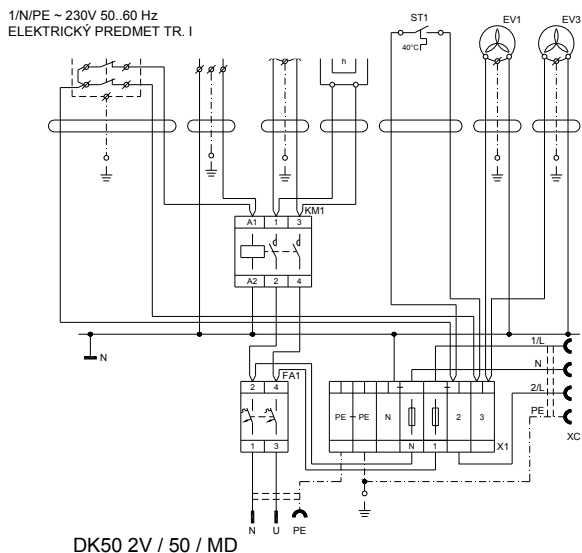 1/N/PE ~ 230V 50..60 Hz
ELEKTRICKÝ PREDMET TR. I
ST1
EV1
EV3
40°C
h
KM1
A1 1 3
A2 2 4
N
1/L
N
2/L
PE
XC
2 4
FA1
1 3
PE PE N 2 3
N 1
X1
N U PE
DK50 2V / 50 / MD